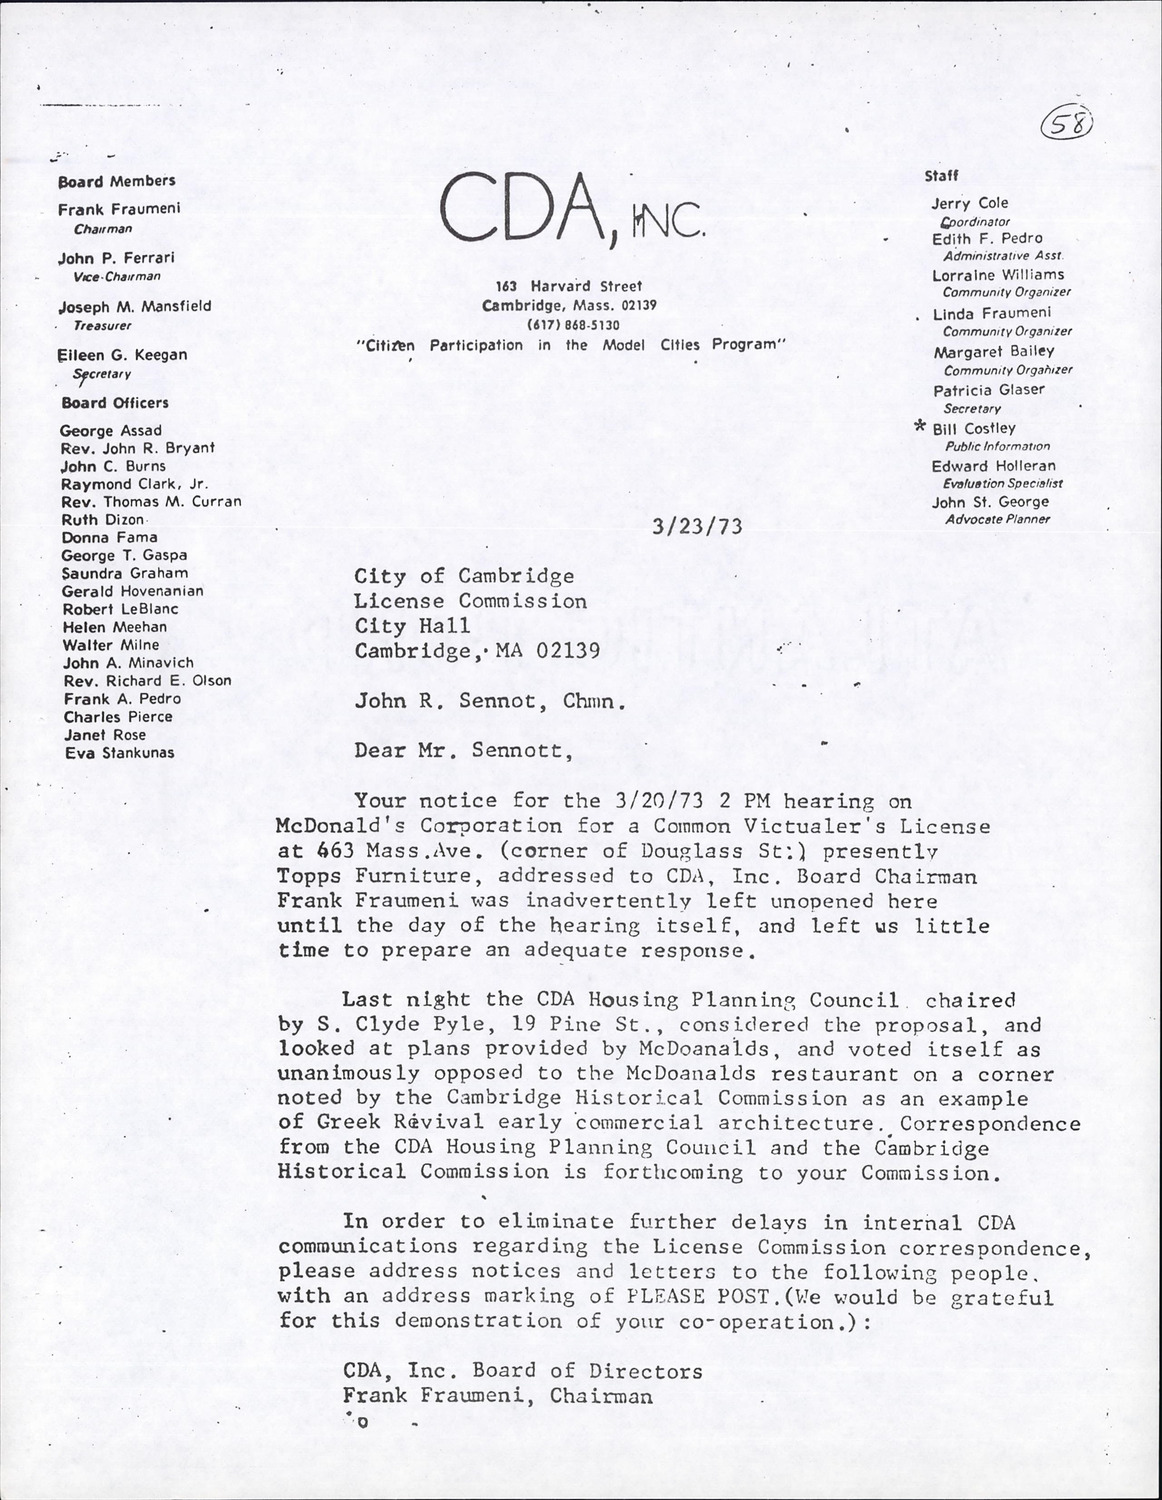 58
Board Members
Frank Fraumeni
Chairman
John P. Ferrari
Vice-Chairman
Joseph M. Mansfield
Treasurer
Eileen G. Keegan
Secretary
Board Officers
George Assad
Rev. John R. Bryant
John C. Burns
Raymond Clark, Jr.
Rev. Thomas M. Curran
Ruth Dizon
Donna Fama
George T. Gaspa
Saundra Graham
Gerald Hovenanian
Robert LeBlanc
Helen Meehan
Walter Milne
John A. Minavich
Rev. Richard E. Olson
Frank A. Pedro
Charles Pierce
Janet Rose
Eva Stankunas
CDA, INC.
163 Harvard Street
Cambridge, Mass. 02139
(617) 868-5130
"Citizen Participation in the Model Cities Program"
Staff
Jerry Cole
Coordinator
Edith F. Pedro
Administrative Asst.
Lorraine Williams
Community Organizer
Linda Fraumeni
Community Organizer
Margaret Bailey
Community Organizer
Patricia Glaser
Secretary
* Bill Costley
Public Information
Edward Holleran
Evaluation Specialist
John St. George
Advocate Planner
3/23/73
City of Cambridge
License Commission
City Hall
Cambridge, MA 02139
John R. Sennot, Chmn.
Dear Mr. Sennott,
Your notice for the 3/20/73 2 PM hearing on
McDonald's Corporation for a Common Victualer's License
at 663 Mass.Ave. (corner of Douglass St.) presently
Topps Furniture, addressed to CDA, Inc. Board Chairman
Frank Fraumeni was inadvertently left unopened here
until the day of the hearing itself, and left us little
time to prepare an adequate response.
Last night the CDA Housing Planning Council chaired
by S. Clyde Pyle, 19 Pine St., considered the proposal, and
looked at plans provided by McDoanalds, and voted itself as
unanimously opposed to the McDoanalds restaurant on a corner
noted by the Cambridge Historical Commission as an example
of Greek Revival early commercial architecture. Correspondence
from the CDA Housing Planning Council and the Cambridge
Historical Commission is forthcoming to your Commission.
In order to eliminate further delays in internal CDA
communications regarding the License Commission correspondence,
please address notices and letters to the following people.
with an address marking of PLEASE POST.(We would be grateful
for this demonstration of your co-operation.):
CDA, Inc. Board of Directors
Frank Fraumeni, Chairman